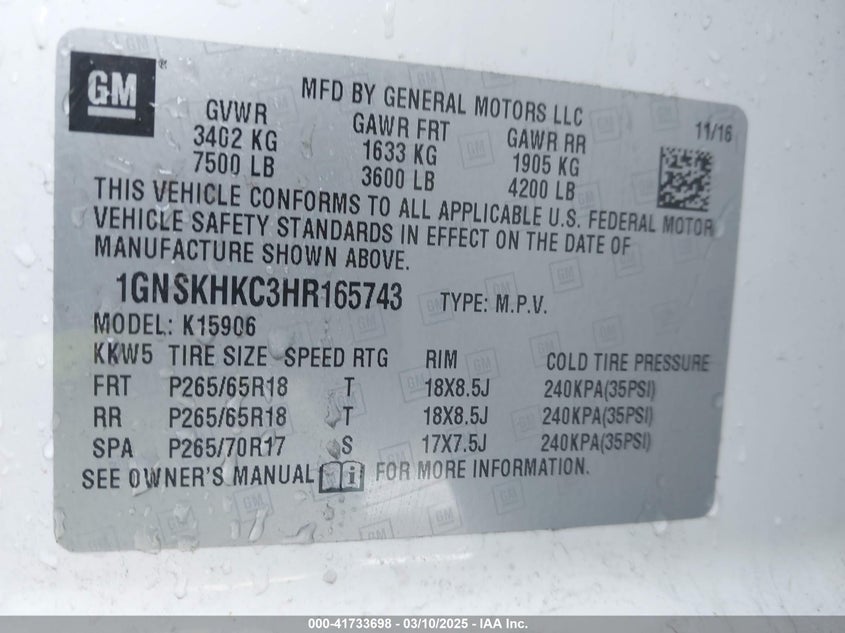 GM ®
MFD BY GENERAL MOTORS LLC
GVWR GAWR FRT GAWR RR 11/16
3402 KG 1633 KG 1905 KG
7500 LB 3600 LB 4200 LB
THIS VEHICLE CONFORMS TO ALL APPLICABLE U.S. FEDERAL MOTOR
VEHICLE SAFETY STANDARDS IN EFFECT ON THE DATE OF
MANUFACTURE SHOWN ABOVE.
1GNSKHKC3HR165743 TYPE: M.P.V.
MODEL: K15906
KKW5 TIRE SIZE SPEED RTG RIM COLD TIRE PRESSURE
FRT P265/65R18 T 18X8.5J 240KPA(35PSI)
RR P265/65R18 T 18X8.5J 240KPA(35PSI)
SPA P265/70R17 S 17X7.5J 240KPA(35PSI)
SEE OWNER'S MANUAL i FOR MORE INFORMATION.
000-41733698 - 03/10/2025 - IAA Inc.